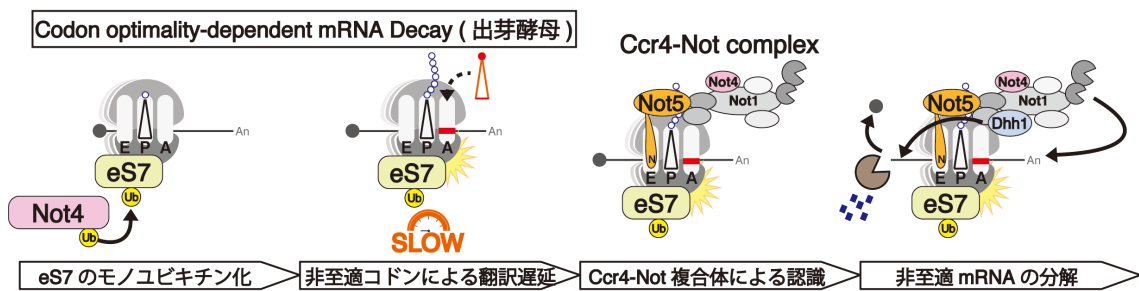 Codon optimality-dependent mRNA Decay ( 出芽酵母 )
Ccr4-Not complex
An
E P A
eS7
Ub
Not4
Ub
An
E P A
eS7
Ub
SLOW
Not4
Not5
Not1
An
N
E P A
eS7
Ub
Not4
Not5
Not1
Dhh1
An
N
E P A
eS7
Ub
eS7 のモノユビキチン化
非至適コドンによる翻訳遅延
Ccr4-Not 複合体による認識
非至適 mRNA の分解